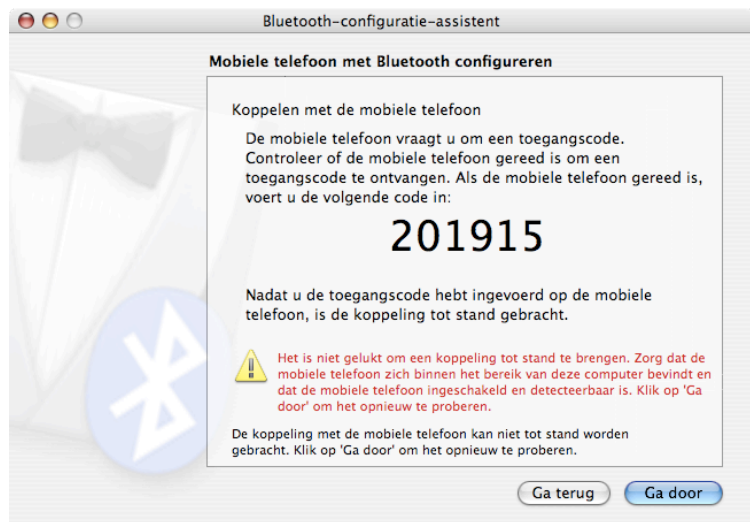 Bluetooth-configuratie-assistent
Mobiele telefoon met Bluetooth configureren
Koppelen met de mobiele telefoon
De mobiele telefoon vraagt u om een toegangscode.
Controleer of de mobiele telefoon gereed is om een
toegangscode te ontvangen. Als de mobiele telefoon gereed is,
voert u de volgende code in:
201915
Nadat u de toegangscode hebt ingevoerd op de mobiele
telefoon, is de koppeling tot stand gebracht.
Het is niet gelukt om een koppeling tot stand te brengen. Zorg dat de
mobiele telefoon zich binnen het bereik van deze computer bevindt en
dat de mobiele telefoon ingeschakeld en detecteerbaar is. Klik op 'Ga
door' om het opnieuw te proberen.
De koppeling met de mobiele telefoon kan niet tot stand worden
gebracht. Klik op 'Ga door' om het opnieuw te proberen.
Ga terug
Ga door